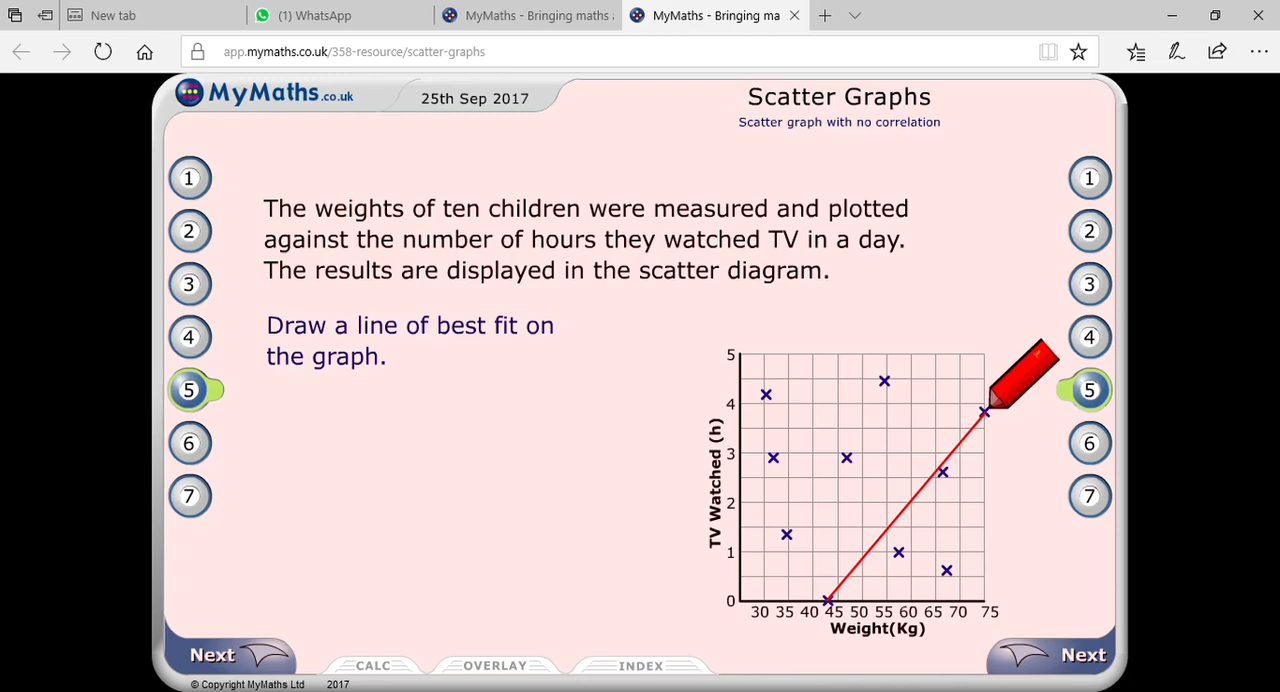 New tab
(1) WhatsApp
MyMaths - Bringing maths
MyMaths - Bringing ma
app.mymaths.co.uk/358-resource/scatter-graphs
MyMaths.co.uk
25th Sep 2017
Scatter Graphs
Scatter graph with no correlation
1
2
3
4
5
6
7
1
2
3
4
5
6
7
The weights of ten children were measured and plotted
against the number of hours they watched TV in a day.
The results are displayed in the scatter diagram.
Draw a line of best fit on
the graph.
TV Watched (h)
5
4
3
2
1
0
30 35 40 45 50 55 60 65 70 75
Weight(Kg)
Next
CALC
OVERLAY
INDEX
Next
© Copyright MyMaths Ltd 2017